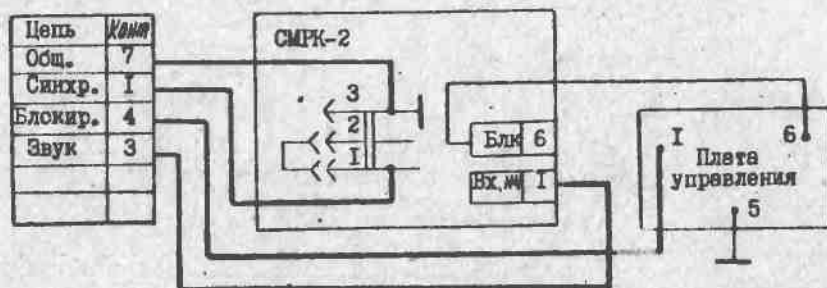 Цепь Конт
Общ. 7
Синхр. I
Блокир. 4
Звук 3
СМРК-2
3
2
I
Блк 6
Вх.мч I
I
6
Плата
управления
5